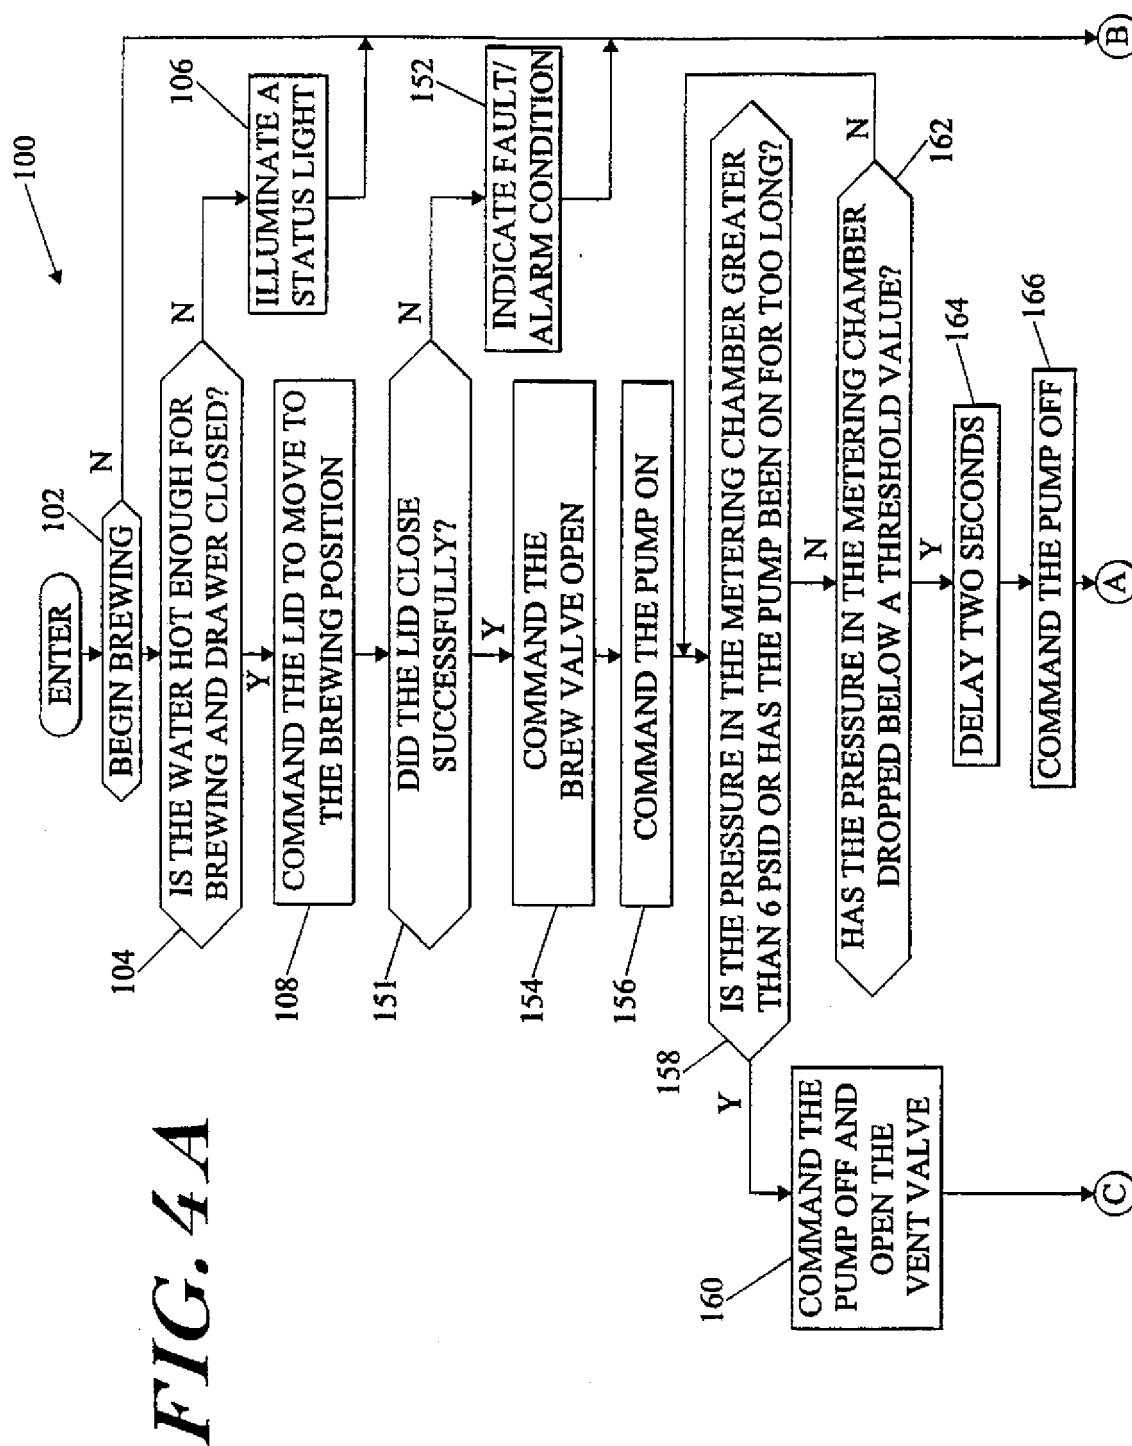 100
ENTER
102
BEGIN BREWING
N
104
IS THE WATER HOT ENOUGH FOR
BREWING AND DRAWER CLOSED?
N
106
ILLUMINATE A
STATUS LIGHT
Y
108
COMMAND THE LID TO MOVE TO
THE BREWING POSITION
151
DID THE LID CLOSE
SUCCESSFULLY?
N
152
INDICATE FAULT/
ALARM CONDITION
Y
154
COMMAND THE
BREW VALVE OPEN
156
COMMAND THE PUMP ON
158
IS THE PRESSURE IN THE METERING CHAMBER GREATER
THAN 6 PSID OR HAS THE PUMP BEEN ON FOR TOO LONG?
Y
160
COMMAND THE
PUMP OFF AND
OPEN THE
VENT VALVE
N
162
HAS THE PRESSURE IN THE METERING CHAMBER
DROPPED BELOW A THRESHOLD VALUE?
N
Y
164
DELAY TWO SECONDS
166
COMMAND THE PUMP OFF
C
A
B
FIG. 4A